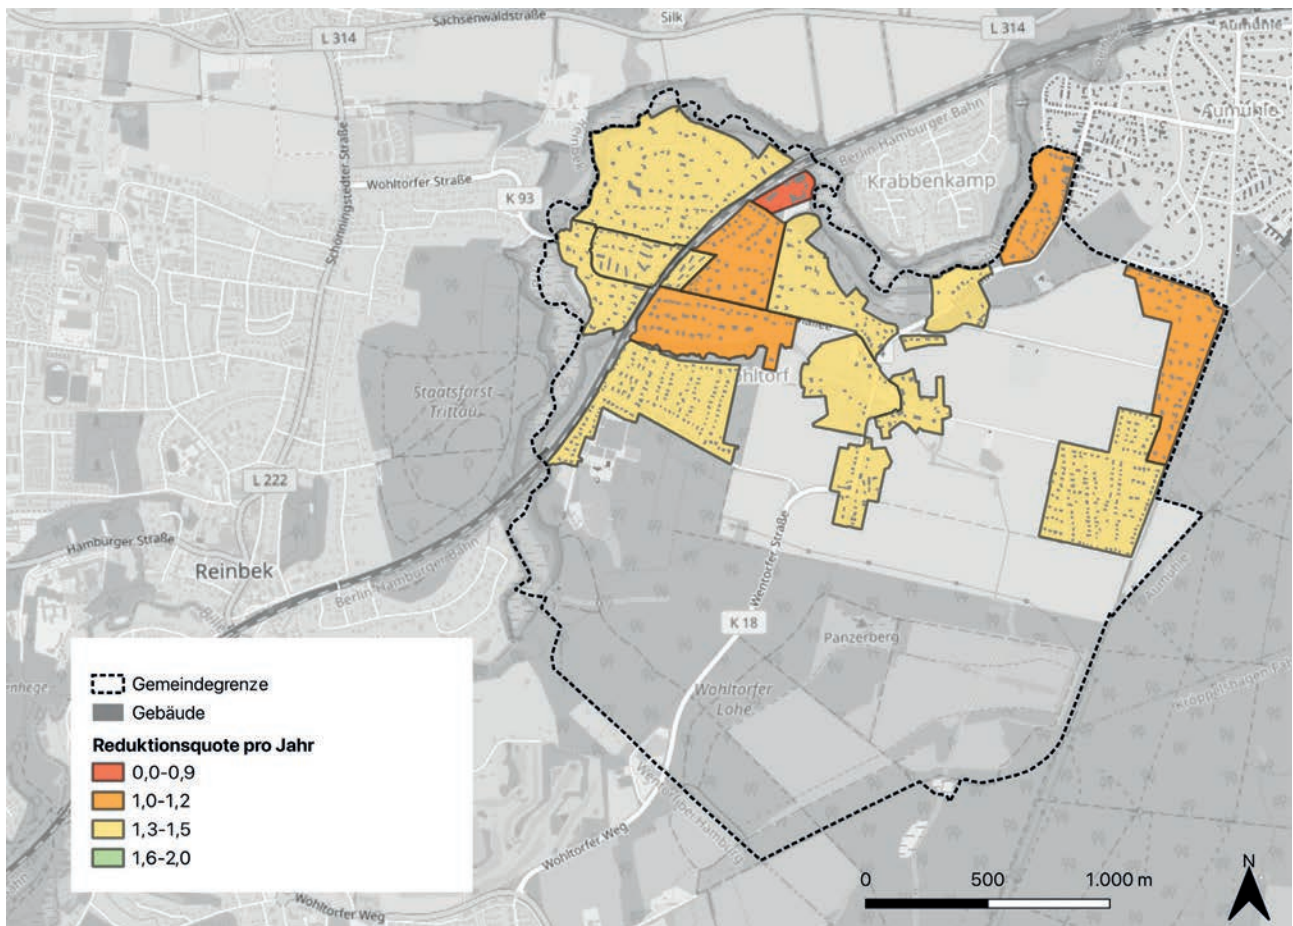 Sachsenwaldstraße
Silk
L 314
L 314
Aumühle
Aumühle
Schönningstedter Straße
Wohltorfer Straße
K 93
Berlin-Hamburger Bahn
Krabbenkamp
Staatsforst
Trittau
L 222
Hamburger Straße
Reinbek
Berlin-Hamburger Bahn
Wentorfer Straße
K 18
Panzerberg
Aumühle
Wohltorfer
Lohe
Wohltorfer Weg
Wohltorfer Weg
Gemeindegrenze
Gebäude
Reduktionsquote pro Jahr
0,0–0,9
1,0–1,2
1,3–1,5
1,6–2,0
0 500 1.000 m
N